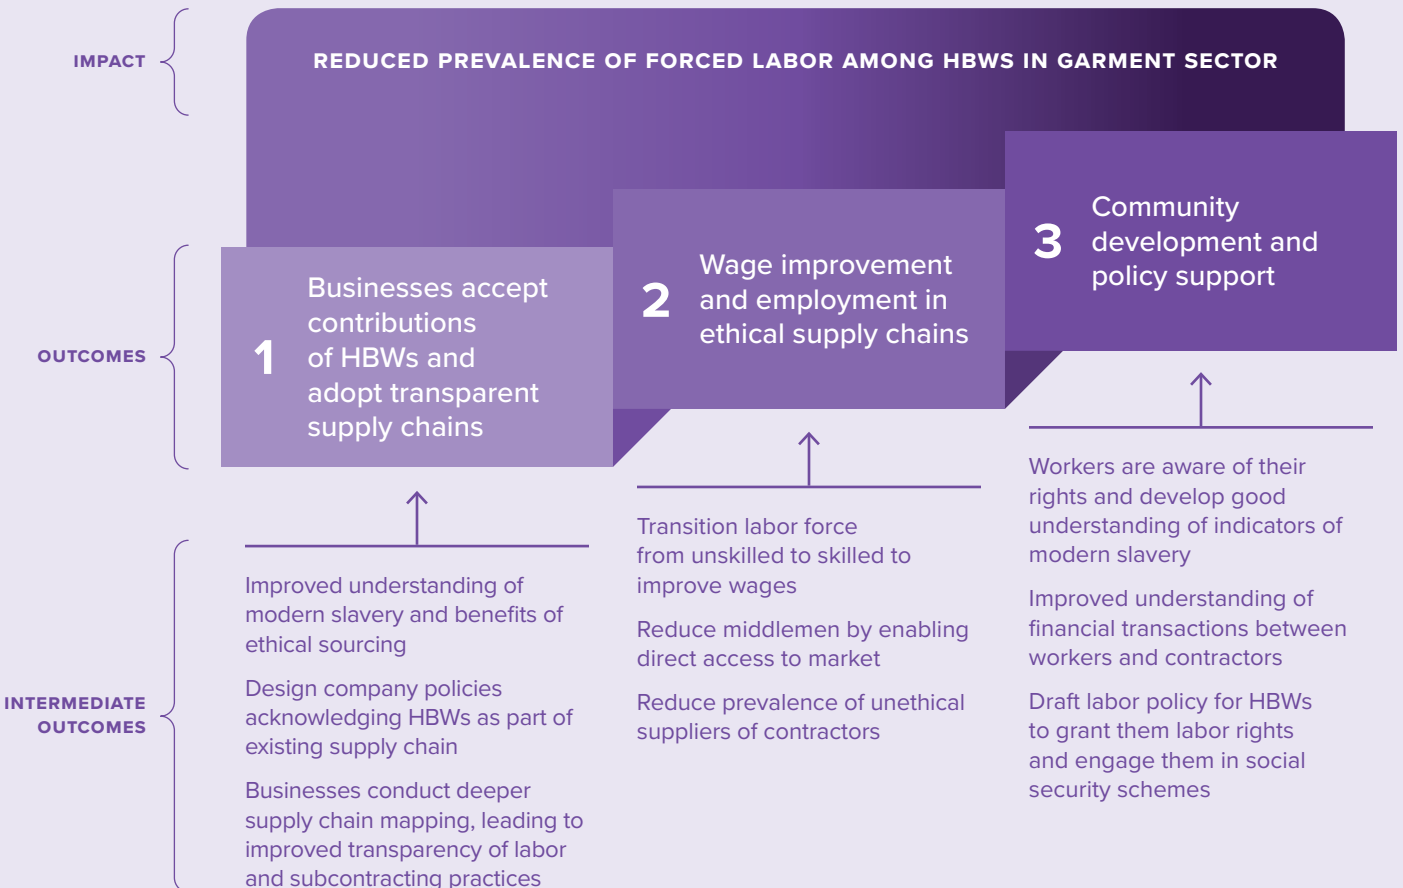 IMPACT
REDUCED PREVALENCE OF FORCED LABOR AMONG HBWS IN GARMENT SECTOR
OUTCOMES
1
Businesses accept
contributions
of HBWs and
adopt transparent
supply chains
2
Wage improvement
and employment in
ethical supply chains
3
Community
development and
policy support
INTERMEDIATE
OUTCOMES
Improved understanding of
modern slavery and benefits of
ethical sourcing
Design company policies
acknowledging HBWs as part of
existing supply chain
Businesses conduct deeper
supply chain mapping, leading to
improved transparency of labor
and subcontracting practices
Transition labor force
from unskilled to skilled to
improve wages
Reduce middlemen by enabling
direct access to market
Reduce prevalence of unethical
suppliers of contractors
Workers are aware of their
rights and develop good
understanding of indicators of
modern slavery
Improved understanding of
financial transactions between
workers and contractors
Draft labor policy for HBWs
to grant them labor rights
and engage them in social
security schemes